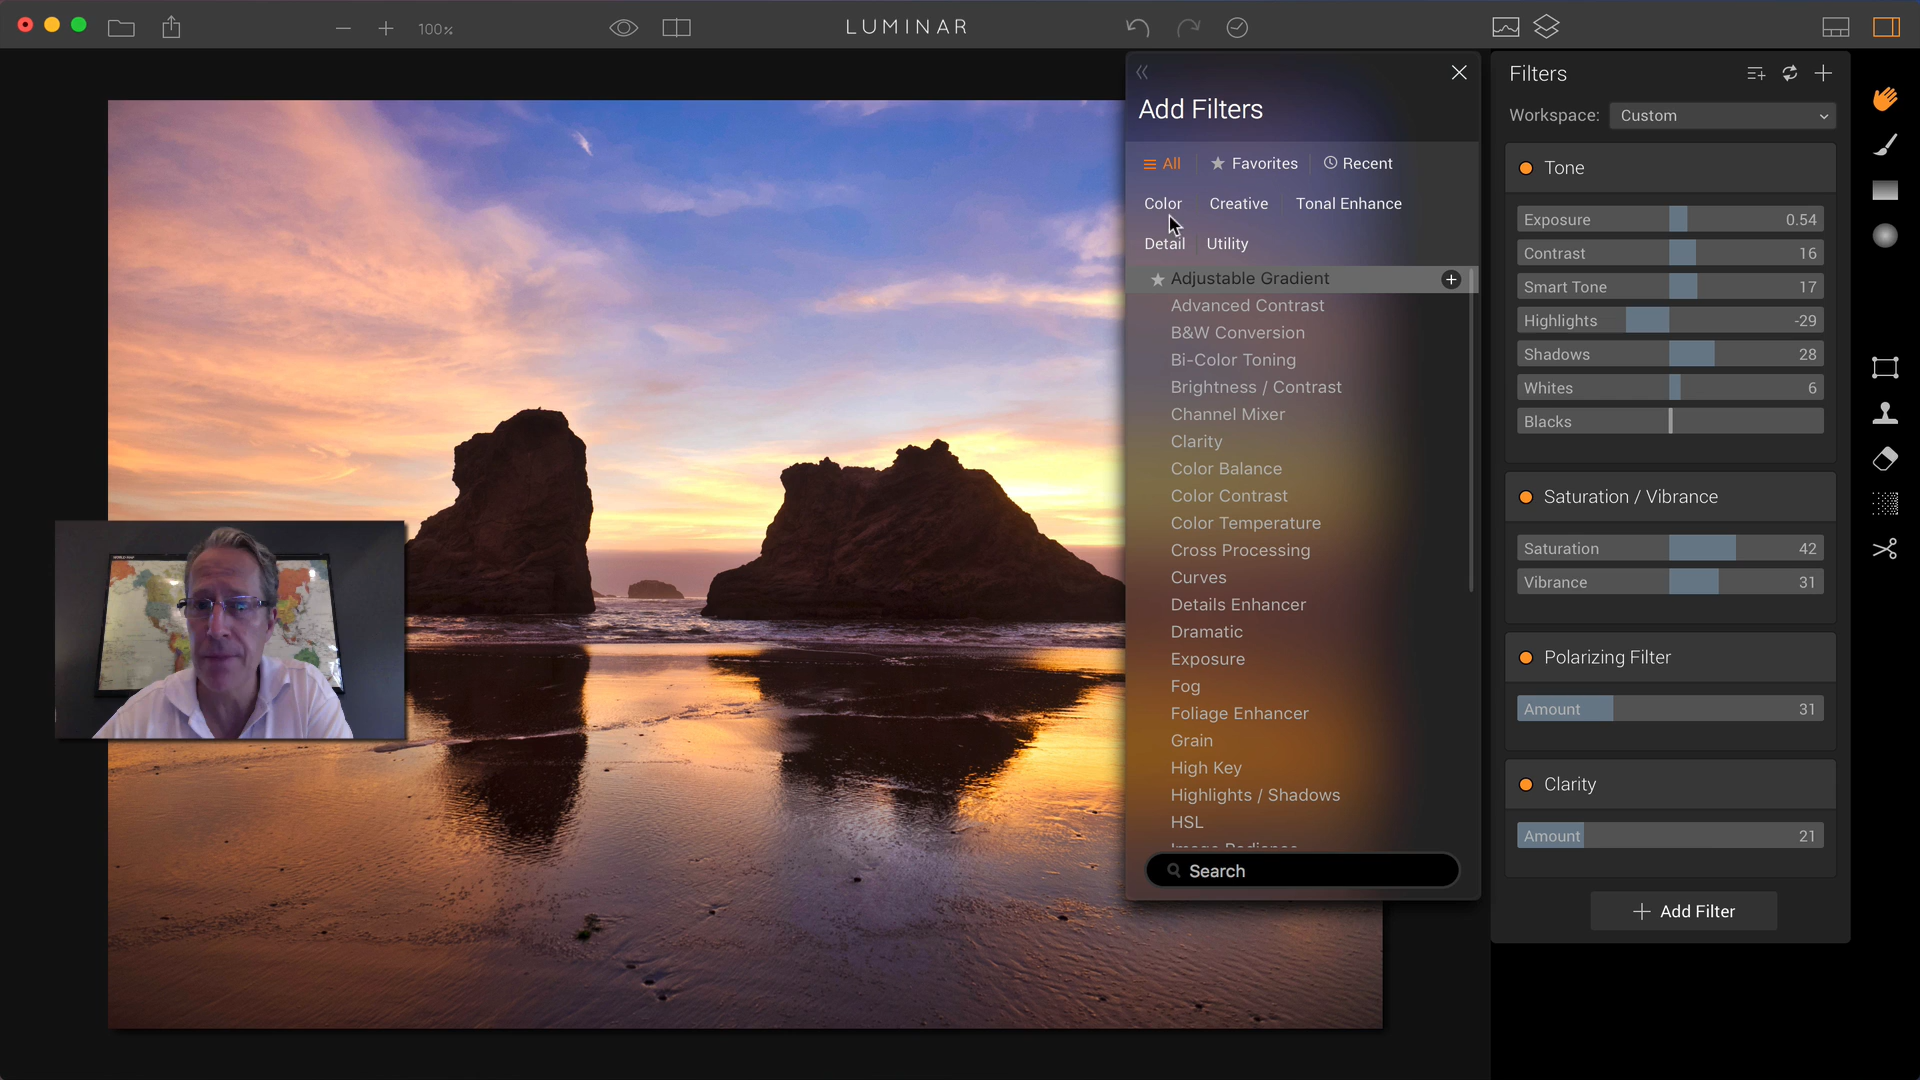 100%
LUMINAR
Add Filters
All
Favorites
Recent
Color
Creative
Tonal Enhance
Detail
Utility
Adjustable Gradient
Advanced Contrast
B&W Conversion
Bi-Color Toning
Brightness / Contrast
Channel Mixer
Clarity
Color Balance
Color Contrast
Color Temperature
Cross Processing
Curves
Details Enhancer
Dramatic
Exposure
Fog
Foliage Enhancer
Grain
High Key
Highlights / Shadows
HSL
Image Radiance
Search
Filters
Workspace: Custom
Tone
Exposure 0.54
Contrast 16
Smart Tone 17
Highlights -29
Shadows 28
Whites 6
Blacks
Saturation / Vibrance
Saturation 42
Vibrance 31
Polarizing Filter
Amount 31
Clarity
Amount 21
Add Filter